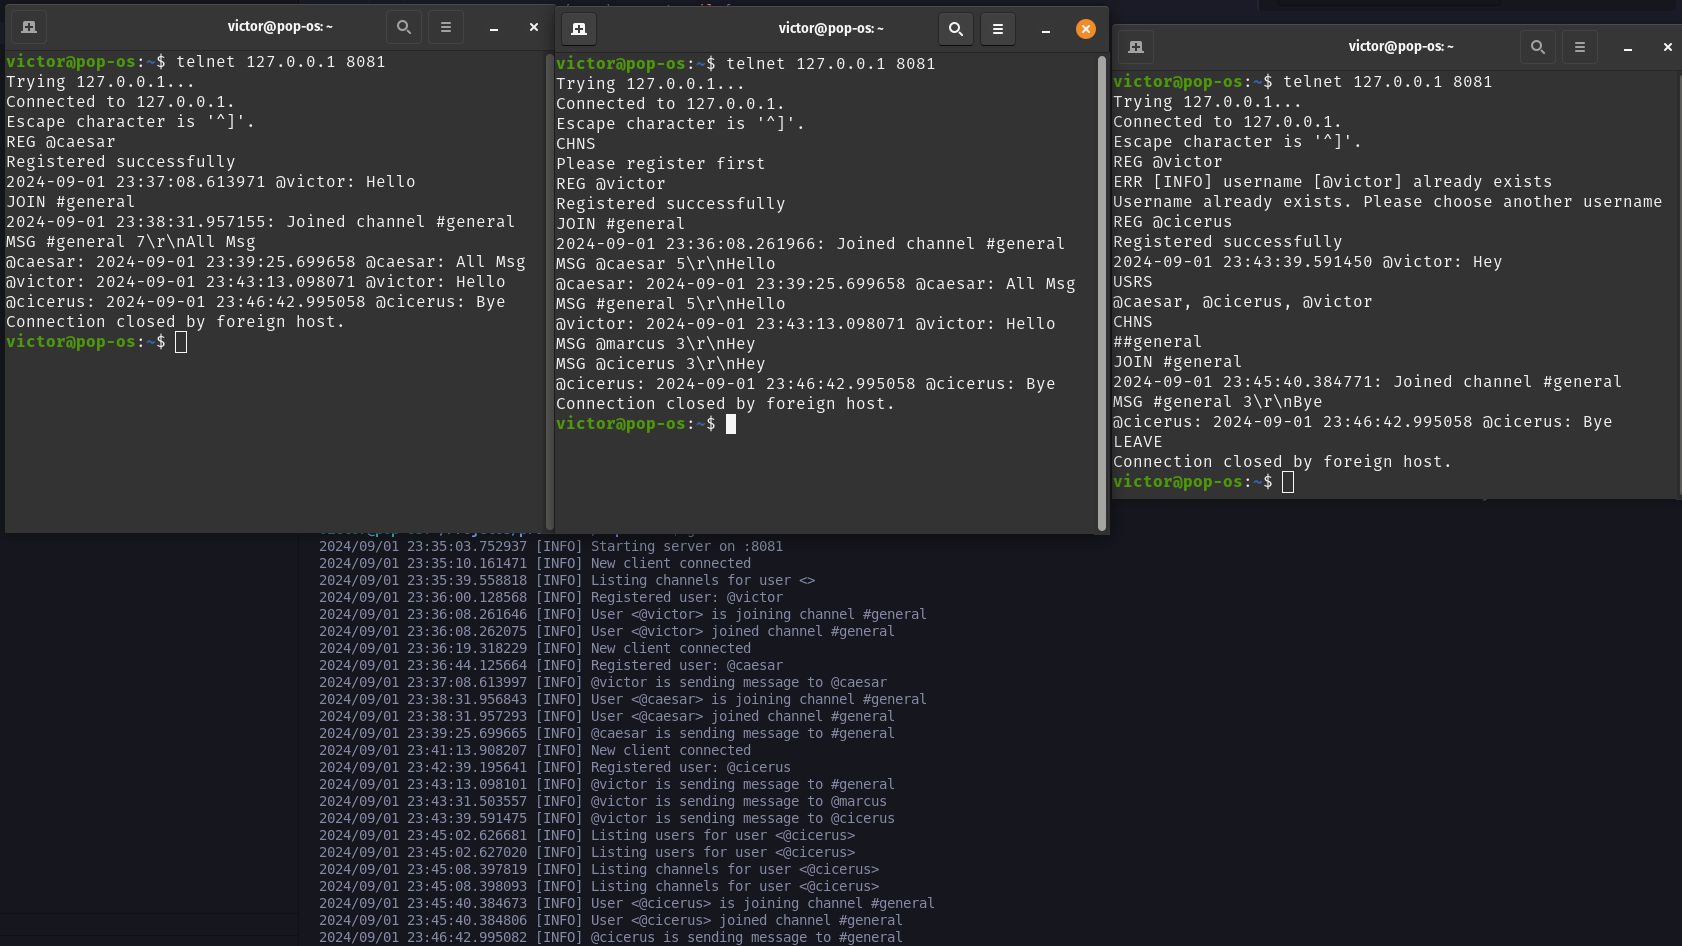 victor@pop-os: ~
victor@pop-os:~$ telnet 127.0.0.1 8081
Trying 127.0.0.1...
Connected to 127.0.0.1.
Escape character is '^]'.
REG @caesar
Registered successfully
2024-09-01 23:37:08.613971 @victor: Hello
JOIN #general
2024-09-01 23:38:31.957155: Joined channel #general
MSG #general 7\r\nAll Msg
@caesar: 2024-09-01 23:39:25.699658 @caesar: All Msg
@victor: 2024-09-01 23:43:13.098071 @victor: Hello
@cicerus: 2024-09-01 23:46:42.995058 @cicerus: Bye
Connection closed by foreign host.
victor@pop-os:~$
victor@pop-os: ~
victor@pop-os:~$ telnet 127.0.0.1 8081
Trying 127.0.0.1...
Connected to 127.0.0.1.
Escape character is '^]'.
CHNS
Please register first
REG @victor
Registered successfully
JOIN #general
2024-09-01 23:36:08.261966: Joined channel #general
MSG @caesar 5\r\nHello
@caesar: 2024-09-01 23:39:25.699658 @caesar: All Msg
MSG #general 5\r\nHello
@victor: 2024-09-01 23:43:13.098071 @victor: Hello
MSG @marcus 3\r\nHey
MSG @cicerus 3\r\nHey
@cicerus: 2024-09-01 23:46:42.995058 @cicerus: Bye
Connection closed by foreign host.
victor@pop-os:~$
victor@pop-os: ~
victor@pop-os:~$ telnet 127.0.0.1 8081
Trying 127.0.0.1...
Connected to 127.0.0.1.
Escape character is '^]'.
REG @victor
ERR [INFO] username [@victor] already exists
Username already exists. Please choose another username
REG @cicerus
Registered successfully
2024-09-01 23:43:39.591450 @victor: Hey
USRS
@caesar, @cicerus, @victor
CHNS
##general
JOIN #general
2024-09-01 23:45:40.384771: Joined channel #general
MSG #general 3\r\nBye
@cicerus: 2024-09-01 23:46:42.995058 @cicerus: Bye
LEAVE
Connection closed by foreign host.
victor@pop-os:~$
2024/09/01 23:35:03.752937 [INFO] Starting server on :8081
2024/09/01 23:35:10.161471 [INFO] New client connected
2024/09/01 23:35:39.558818 [INFO] Listing channels for user <>
2024/09/01 23:36:00.128568 [INFO] Registered user: @victor
2024/09/01 23:36:08.261646 [INFO] User <@victor> is joining channel #general
2024/09/01 23:36:08.262075 [INFO] User <@victor> joined channel #general
2024/09/01 23:36:19.318229 [INFO] New client connected
2024/09/01 23:36:44.125664 [INFO] Registered user: @caesar
2024/09/01 23:37:08.613997 [INFO] @victor is sending message to @caesar
2024/09/01 23:38:31.956843 [INFO] User <@caesar> is joining channel #general
2024/09/01 23:38:31.957293 [INFO] User <@caesar> joined channel #general
2024/09/01 23:39:25.699665 [INFO] @caesar is sending message to #general
2024/09/01 23:41:13.908207 [INFO] New client connected
2024/09/01 23:42:39.195641 [INFO] Registered user: @cicerus
2024/09/01 23:43:13.098101 [INFO] @victor is sending message to #general
2024/09/01 23:43:31.503557 [INFO] @victor is sending message to @marcus
2024/09/01 23:43:39.591475 [INFO] @victor is sending message to @cicerus
2024/09/01 23:45:02.626681 [INFO] Listing users for user <@cicerus>
2024/09/01 23:45:02.627020 [INFO] Listing users for user <@cicerus>
2024/09/01 23:45:08.397819 [INFO] Listing channels for user <@cicerus>
2024/09/01 23:45:08.398093 [INFO] Listing channels for user <@cicerus>
2024/09/01 23:45:40.384673 [INFO] User <@cicerus> is joining channel #general
2024/09/01 23:45:40.384806 [INFO] User <@cicerus> joined channel #general
2024/09/01 23:46:42.995082 [INFO] @cicerus is sending message to #general